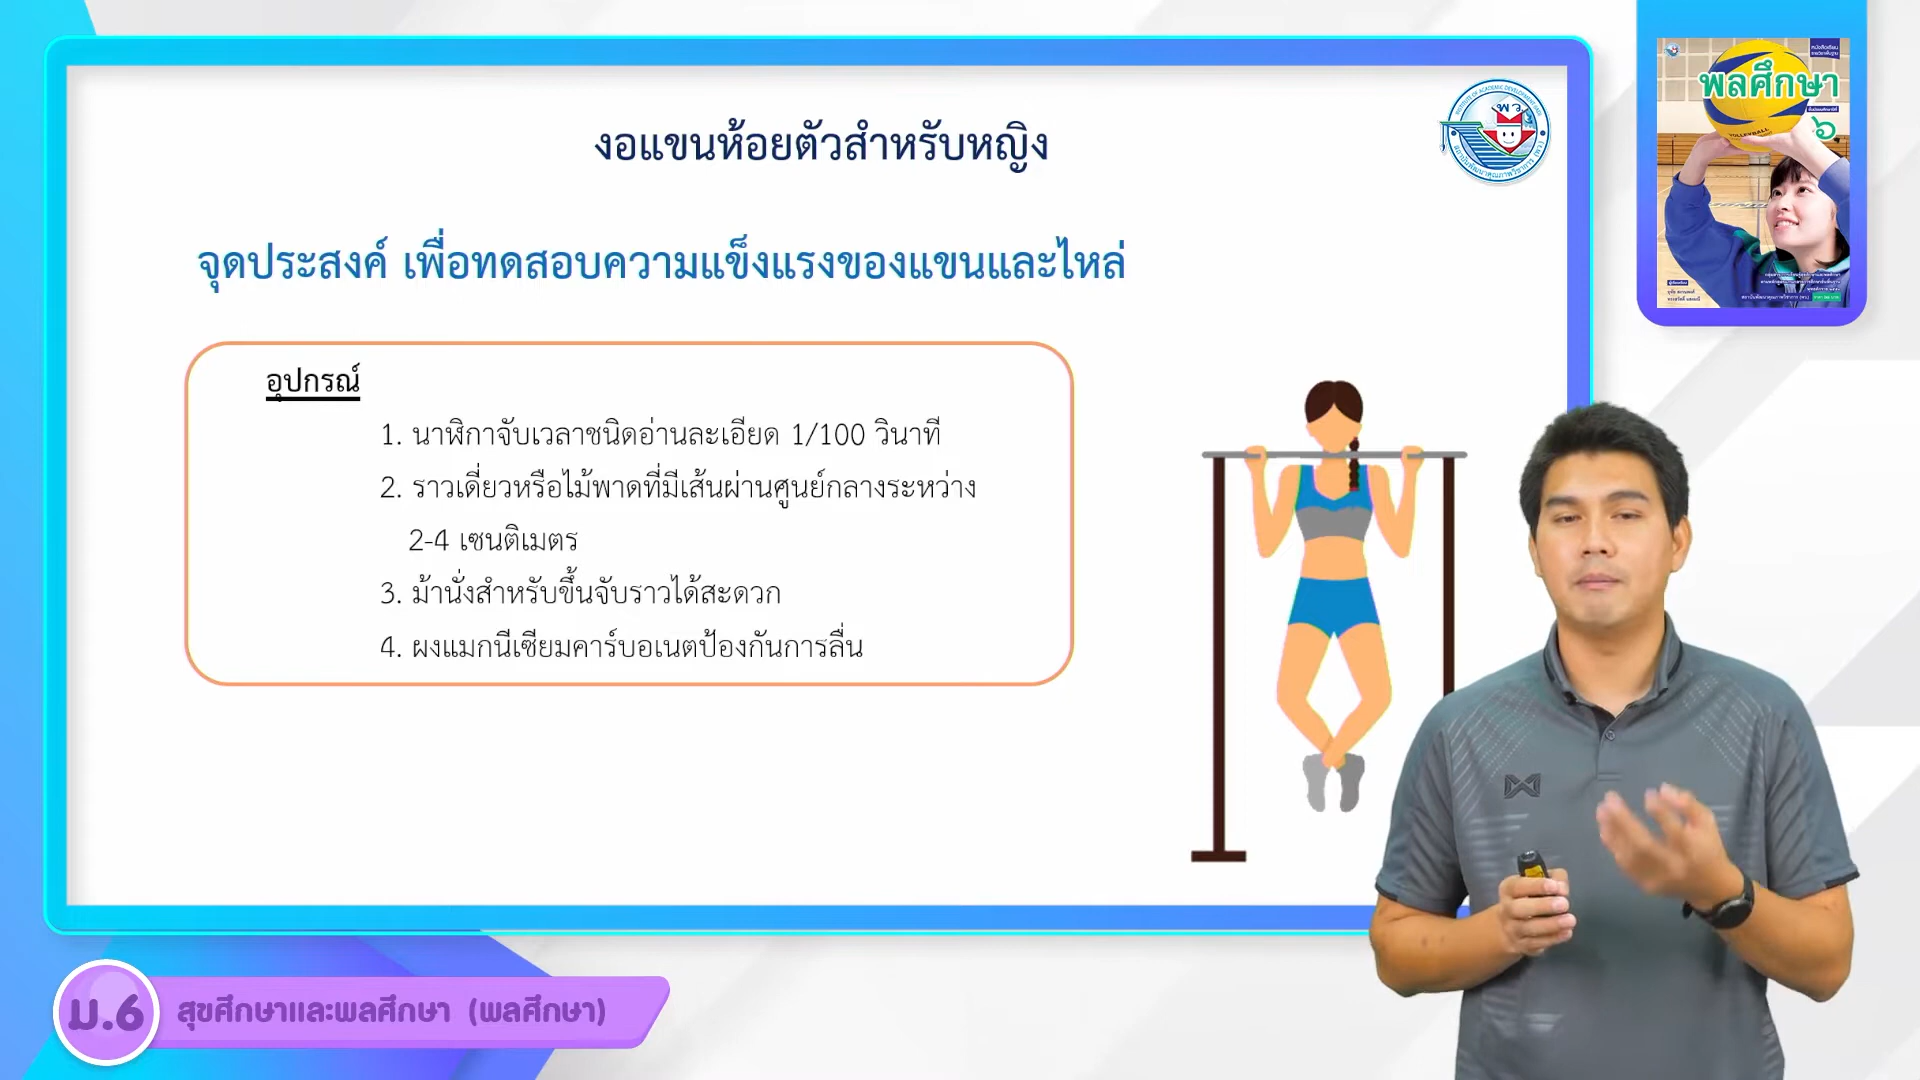 งอแขนห้อยตัวสำหรับหญิง
จุดประสงค์ เพื่อทดสอบความแข็งแรงของแขนและไหล่
อุปกรณ์
1. นาฬิกาจับเวลาชนิดอ่านละเอียด 1/100 วินาที
2. ราวเดี่ยวหรือไม้พาดที่มีเส้นผ่านศูนย์กลางระหว่าง
2-4 เซนติเมตร
3. ม้านั่งสำหรับขึ้นจับราวได้สะดวก
4. ผงแมกนีเซียมคาร์บอเนตป้องกันการลื่น
พว.
พลศึกษา
๖
VOLLEYBALL
ม.6 สุขศึกษาและพลศึกษา (พลศึกษา)